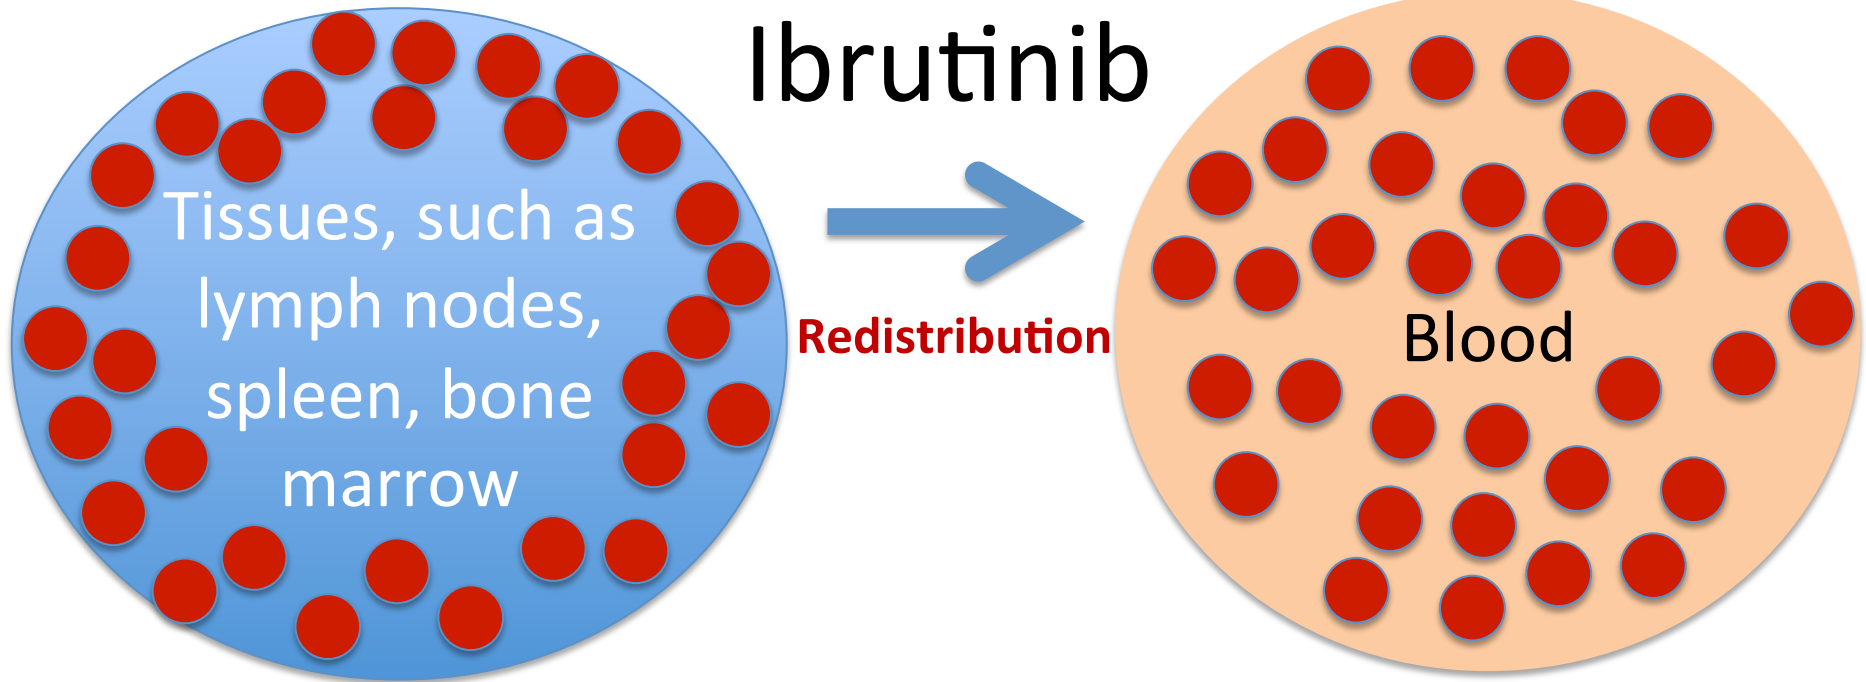 Ibrutinib
Tissues, such as
lymph nodes,
spleen, bone
marrow
Redistribution
Blood